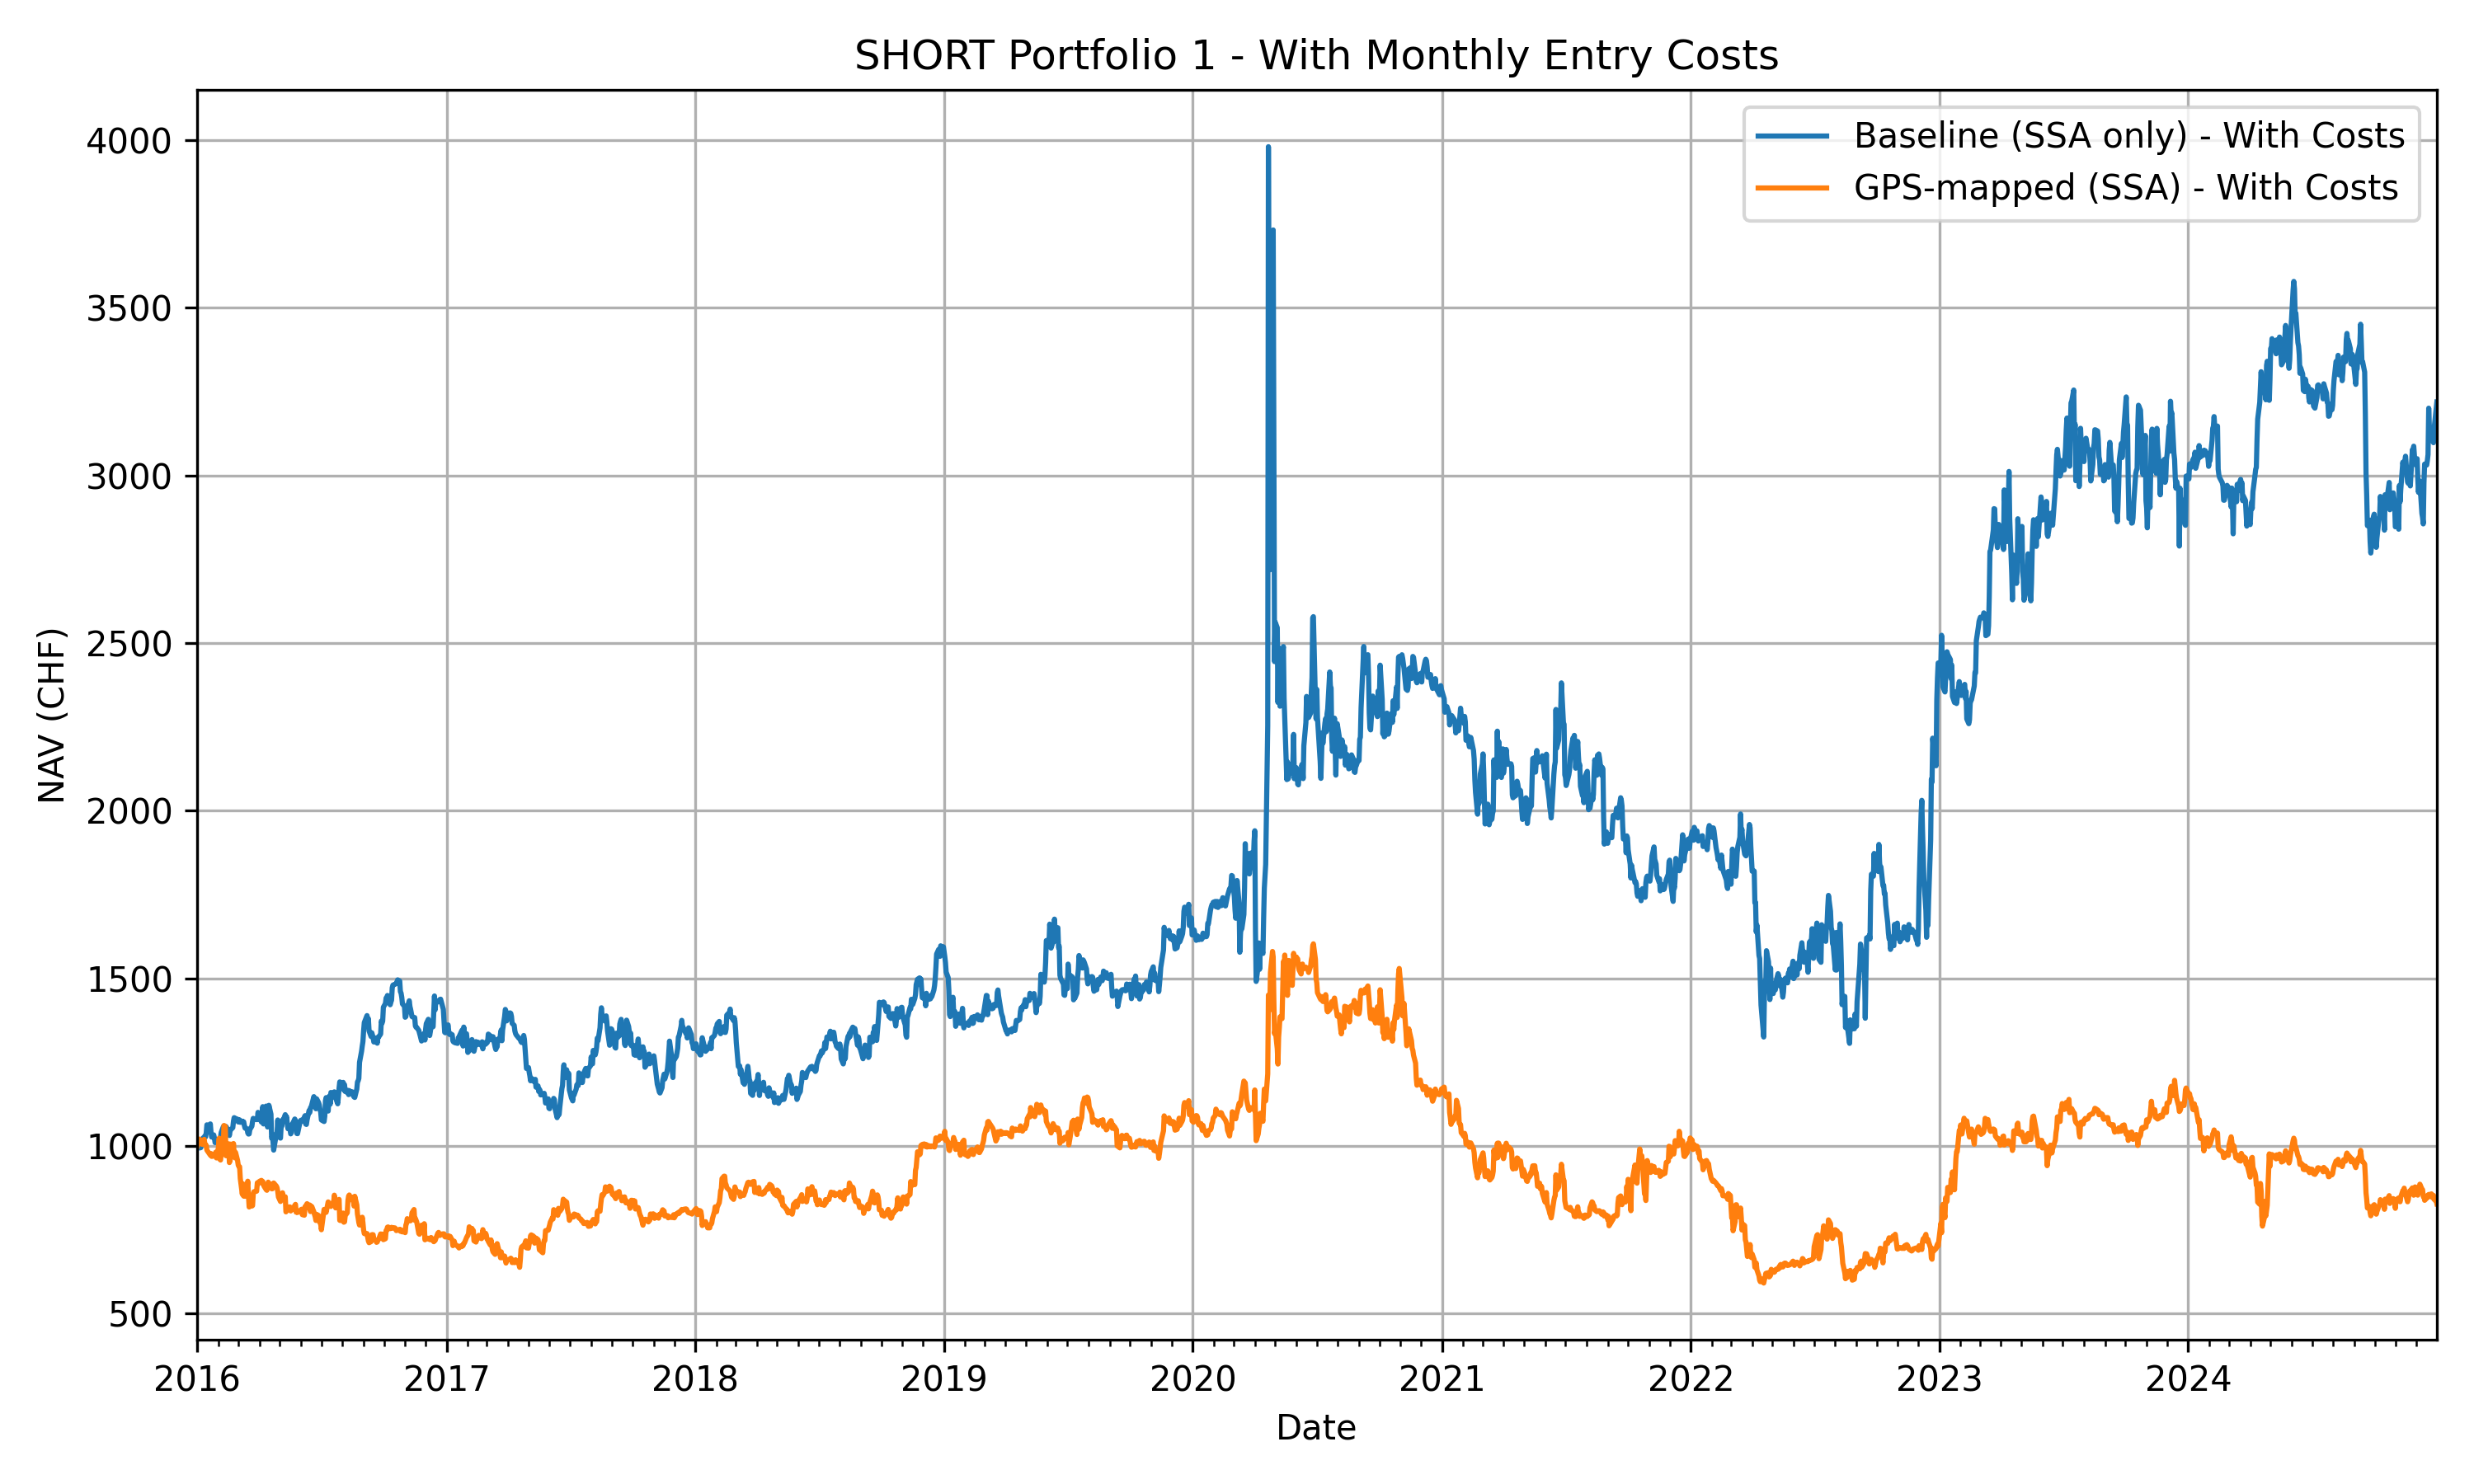 SHORT Portfolio 1 - With Monthly Entry Costs
Baseline (SSA only) - With Costs
GPS-mapped (SSA) - With Costs
NAV (CHF)
4000
3500
3000
2500
2000
1500
1000
500
2016 2017 2018 2019 2020 2021 2022 2023 2024
Date